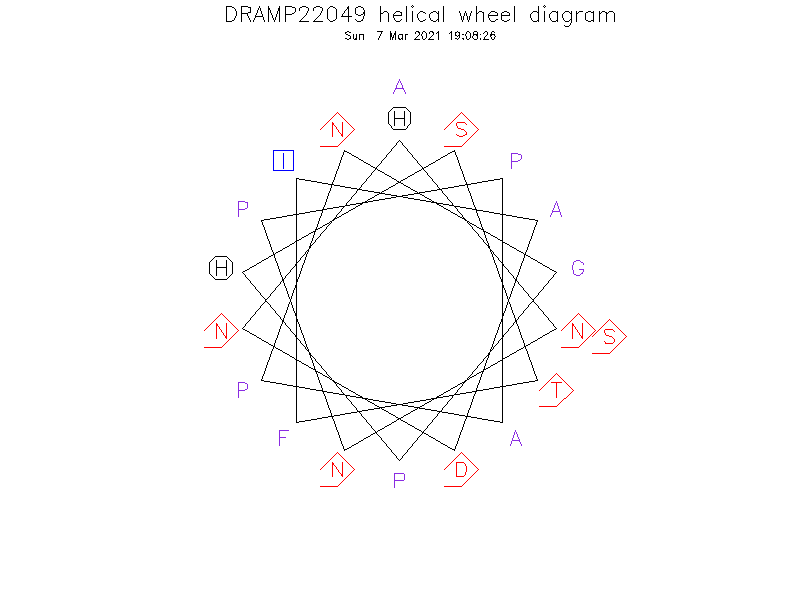 DRAMP22049 helical wheel diagram
Sun 7 Mar 2021 19:08:26
A
N H S
I P
P A
H G
N N S
P T
F A
N P D